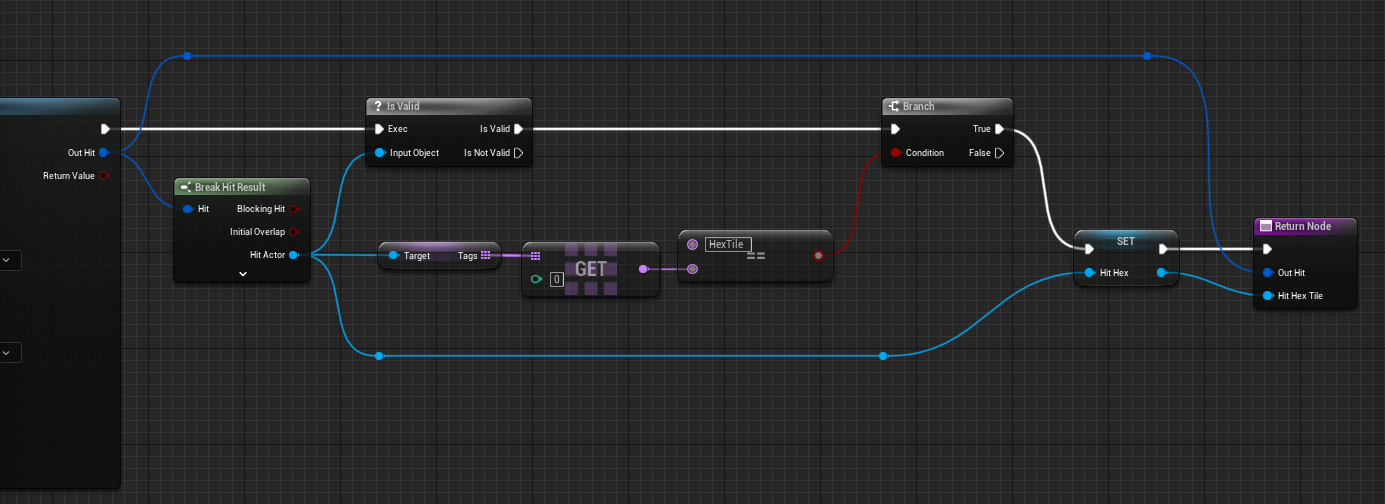 Out Hit
Return Value
Break Hit Result
Hit
Blocking Hit
Initial Overlap
Hit Actor
? Is Valid
Exec
Is Valid
Input Object
Is Not Valid
Target
Tags
GET
0
HexTile
==
Branch
True
Condition
False
SET
Hit Hex
Return Node
Out Hit
Hit Hex Tile